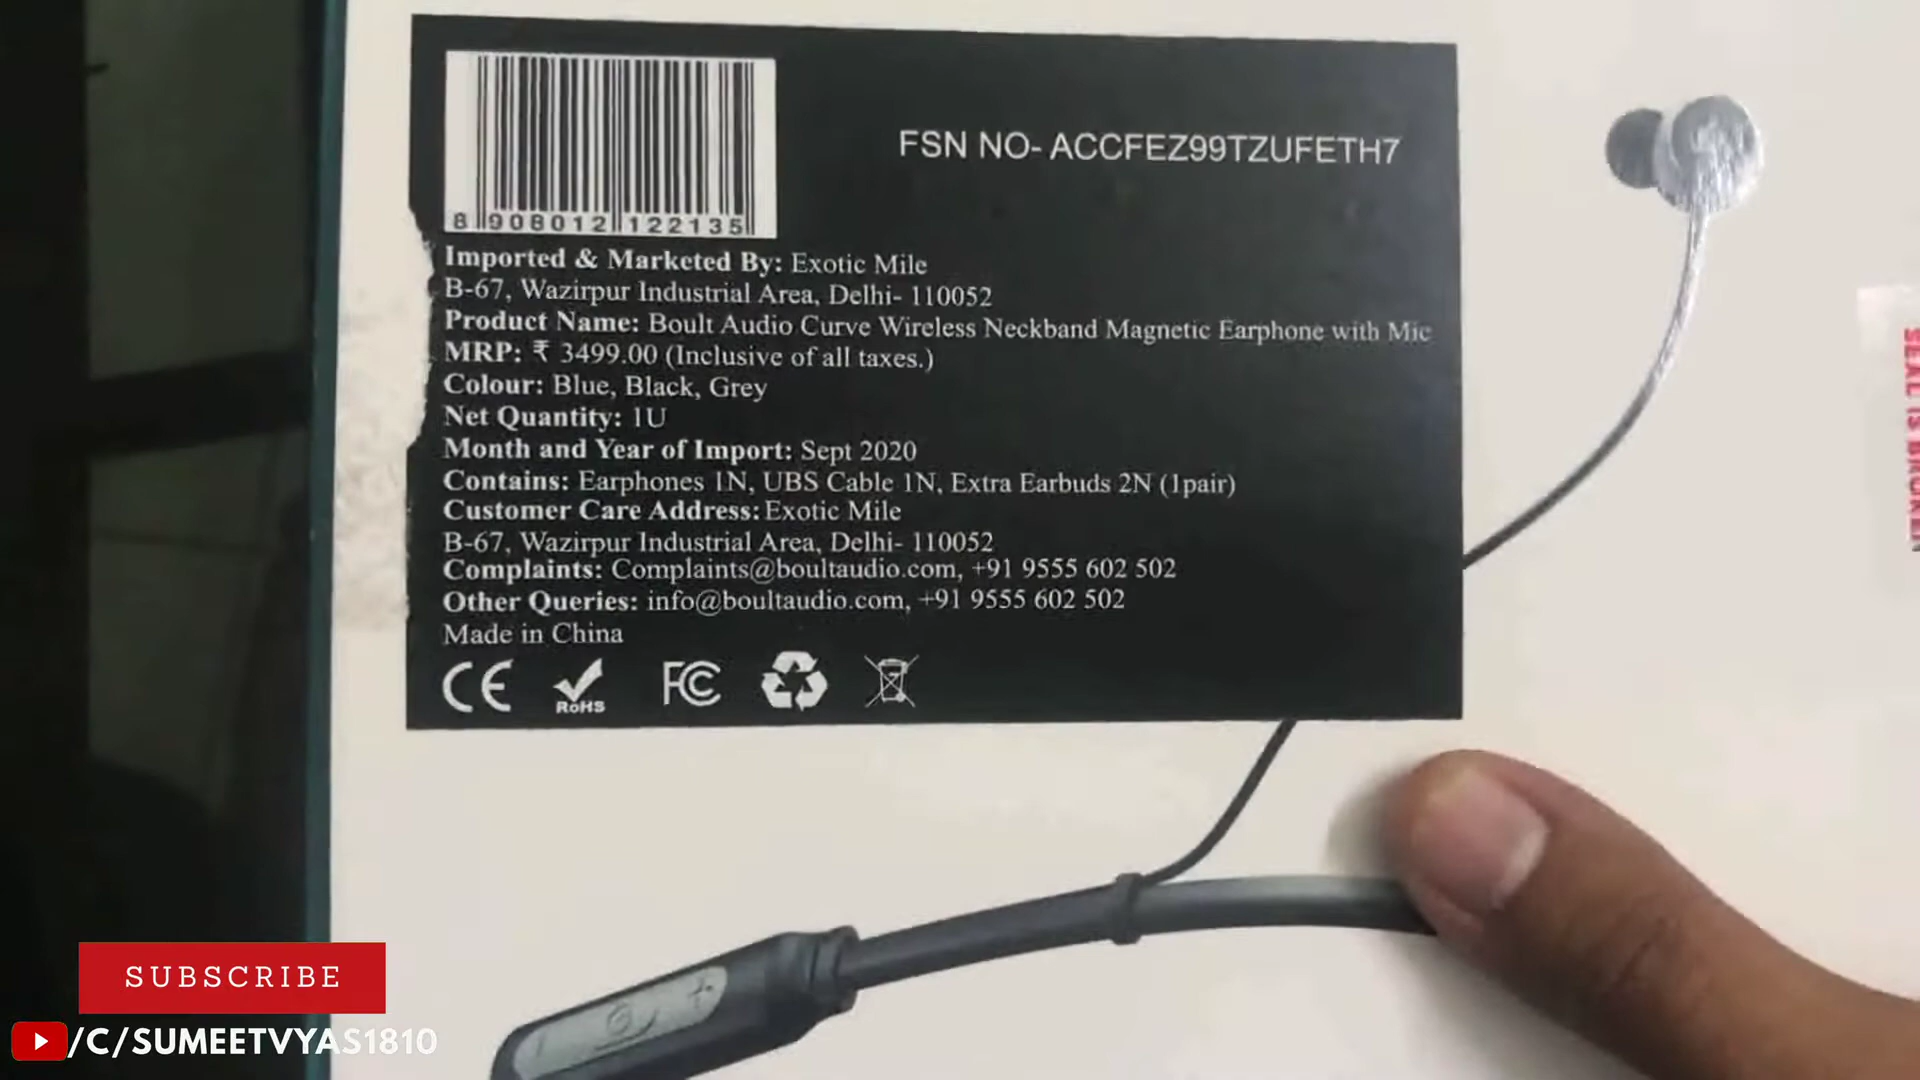 8 908012 122135
FSN NO- ACCFEZ99TZUFETH7
Imported & Marketed By: Exotic Mile
B-67, Wazirpur Industrial Area, Delhi- 110052
Product Name: Boult Audio Curve Wireless Neckband Magnetic Earphone with Mic
MRP: ₹ 3499.00 (Inclusive of all taxes.)
Colour: Blue, Black, Grey
Net Quantity: 1U
Month and Year of Import: Sept 2020
Contains: Earphones 1N, UBS Cable 1N, Extra Earbuds 2N (1pair)
Customer Care Address: Exotic Mile
B-67, Wazirpur Industrial Area, Delhi- 110052
Complaints: Complaints@boultaudio.com, +91 9555 602 502
Other Queries: info@boultaudio.com, +91 9555 602 502
Made in China
CE RoHS FC
SEAL IS BROKEN
SUBSCRIBE
/C/SUMEETVYAS1810